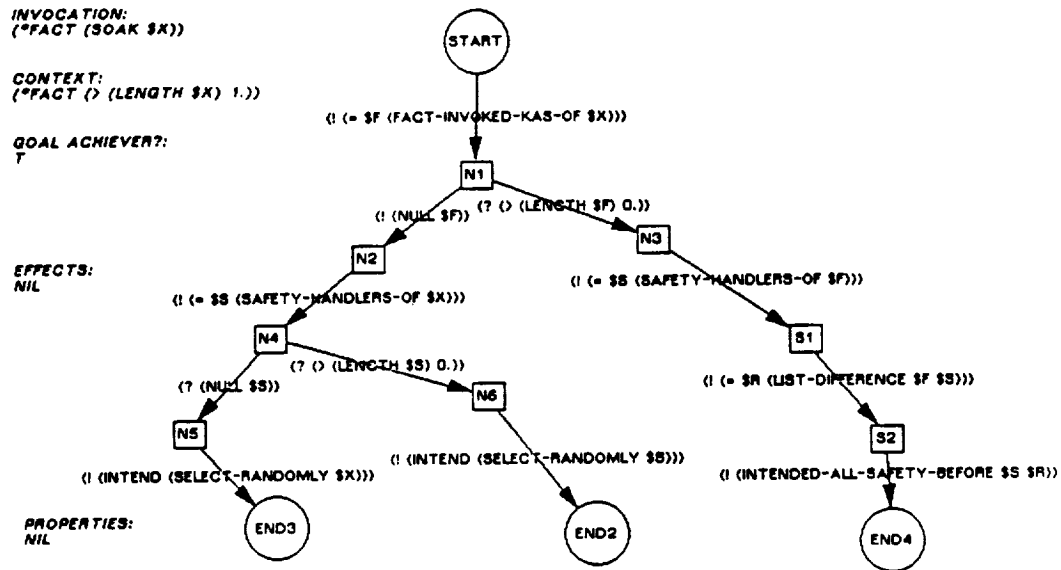 INVOCATION:
(*FACT (SOAK $X))
START
CONTEXT:
(*FACT (> (LENGTH $X) 1.))
(! (= $F (FACT-INVOKED-KAS-OF $X)))
GOAL ACHIEVER?:
T
N1
(! (NULL $F))
(? (> (LENGTH $F) 0.))
N2
N3
EFFECTS:
NIL
(! (= $S (SAFETY-HANDLERS-OF $X)))
(! (= $S (SAFETY-HANDLERS-OF $F)))
N4
S1
(? (NULL $S))
(? (> (LENGTH $S) 0.))
(! (= $R (LIST-DIFFERENCE $F $S)))
N5
N6
S2
(! (INTEND (SELECT-RANDOMLY $X)))
(! (INTEND (SELECT-RANDOMLY $S)))
(! (INTENDED-ALL-SAFETY-BEFORE $S $R))
PROPERTIES:
NIL
END3
END2
END4